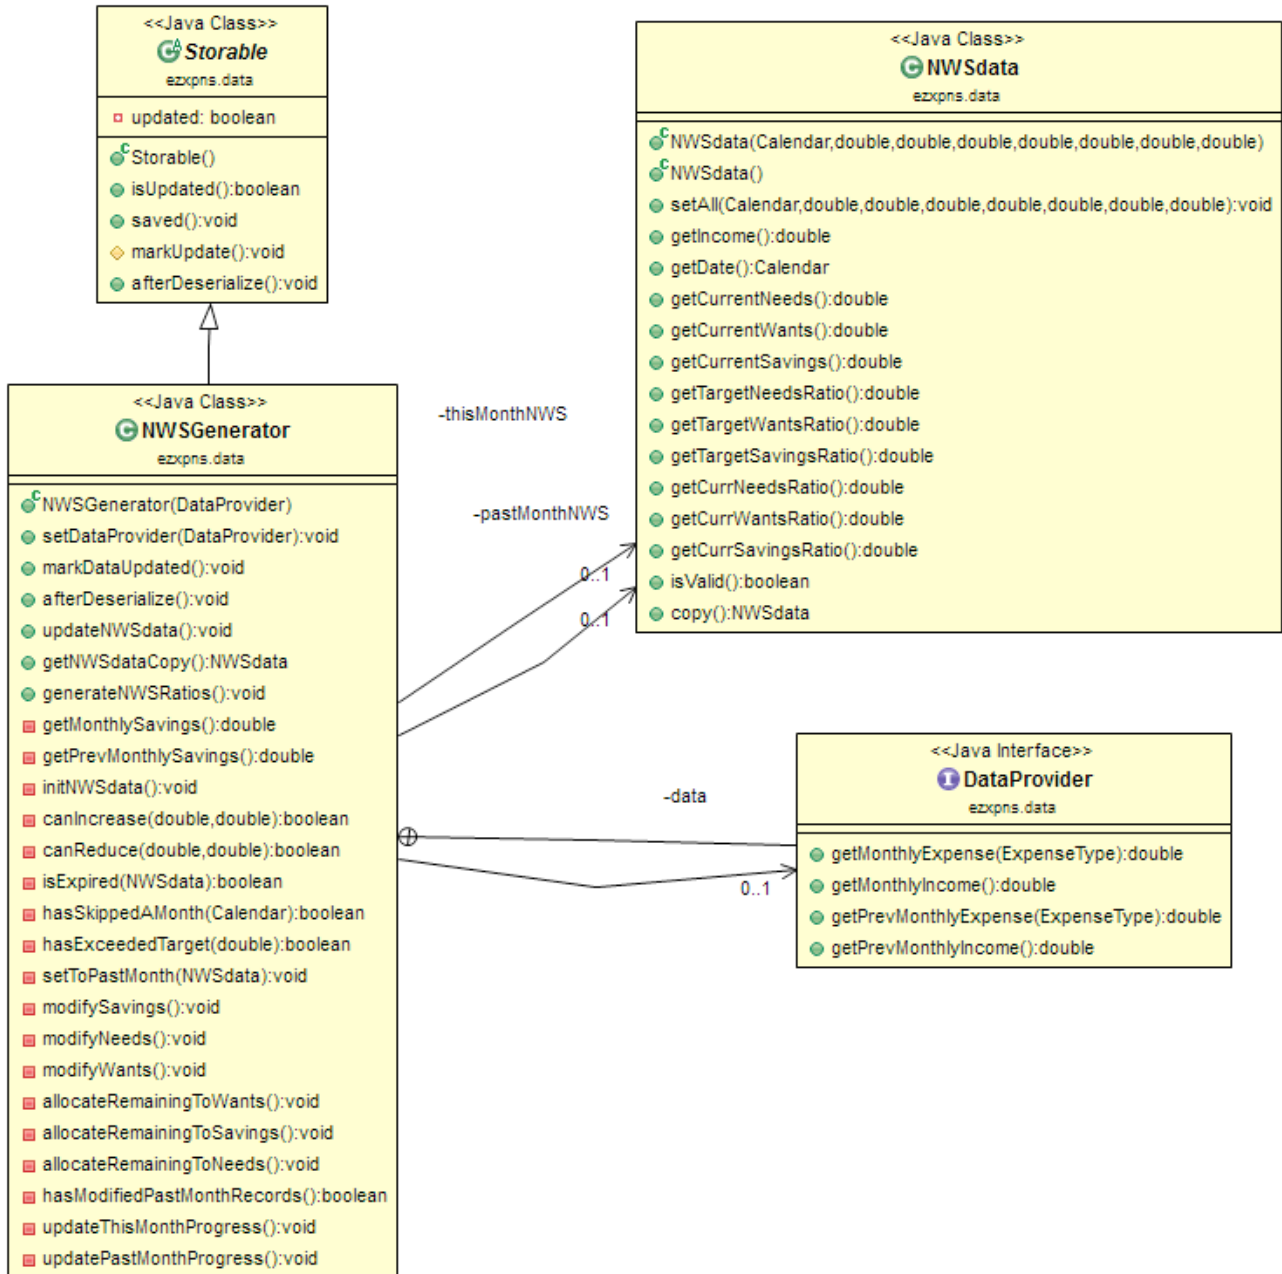 <<Java Class>>
Storable
ezxpns.data
updated: boolean
Storable()
isUpdated():boolean
saved():void
markUpdate():void
afterDeserialize():void
<<Java Class>>
NWSdata
ezxpns.data
NWSdata(Calendar,double,double,double,double,double,double,double)
NWSdata()
setAll(Calendar,double,double,double,double,double,double,double):void
getIncome():double
getDate():Calendar
getCurrentNeeds():double
getCurrentWants():double
getCurrentSavings():double
getTargetNeedsRatio():double
getTargetWantsRatio():double
getTargetSavingsRatio():double
getCurrNeedsRatio():double
getCurrWantsRatio():double
getCurrSavingsRatio():double
isValid():boolean
copy():NWSdata
<<Java Class>>
NWSGenerator
ezxpns.data
NWSGenerator(DataProvider)
setDataProvider(DataProvider):void
markDataUpdated():void
afterDeserialize():void
updateNWSdata():void
getNWSdataCopy():NWSdata
generateNWSRatios():void
getMonthlySavings():double
getPrevMonthlySavings():double
initNWSdata():void
canIncrease(double,double):boolean
canReduce(double,double):boolean
isExpired(NWSdata):boolean
hasSkippedAMonth(Calendar):boolean
hasExceededTarget(double):boolean
setToPastMonth(NWSdata):void
modifySavings():void
modifyNeeds():void
modifyWants():void
allocateRemainingToWants():void
allocateRemainingToSavings():void
allocateRemainingToNeeds():void
hasModifiedPastMonthRecords():boolean
updateThisMonthProgress():void
updatePastMonthProgress():void
-thisMonthNWS
-pastMonthNWS
0..1
0..1
-data
0..1
<<Java Interface>>
DataProvider
ezxpns.data
getMonthlyExpense(ExpenseType):double
getMonthlyIncome():double
getPrevMonthlyExpense(ExpenseType):double
getPrevMonthlyIncome():double